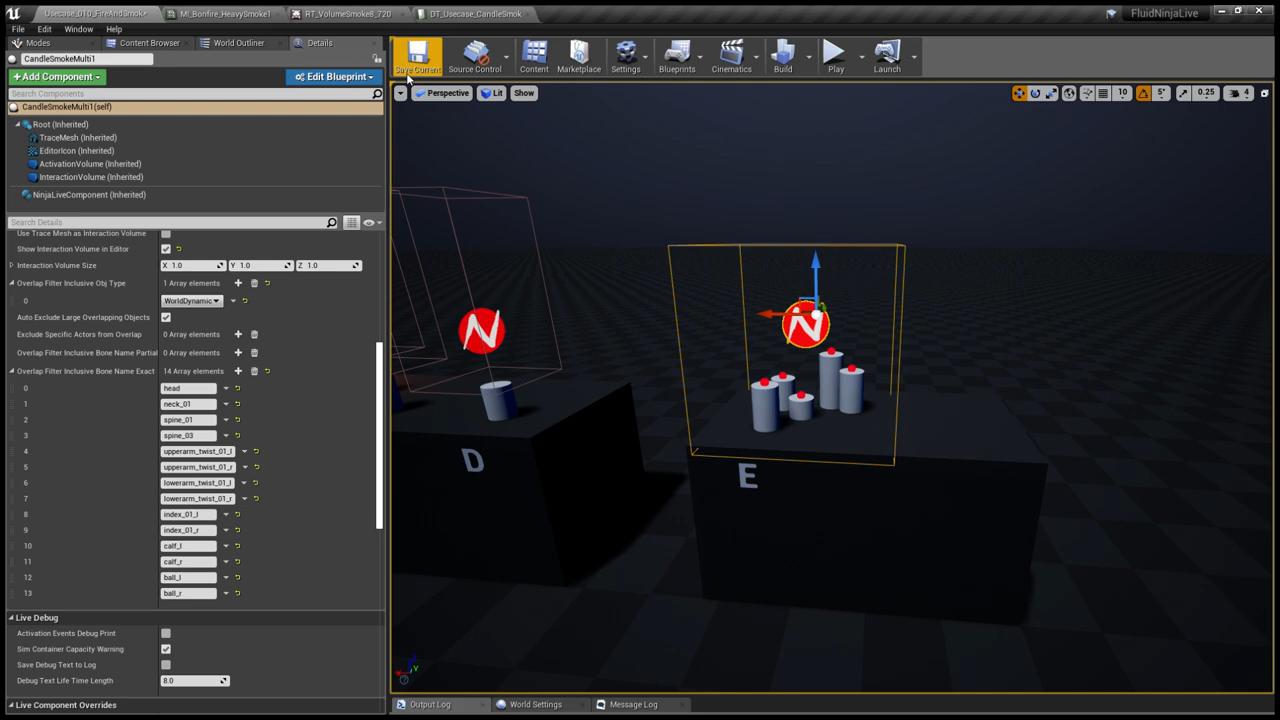 Usecase_010_FireAndSmok*
MI_Bonfire_HeavySmoke1
RT_VolumeSmoke8_720
DT_Usecase_CandleSmok
FluidNinjaLive
File Edit Window Help
Modes Content Browser World Outliner Details
CandleSmokeMulti1
+Add Component Edit Blueprint
Search Components
CandleSmokeMulti1(self)
Root (Inherited)
TraceMesh (Inherited)
EditorIcon (Inherited)
ActivationVolume (Inherited)
InteractionVolume (Inherited)
NinjaLiveComponent (Inherited)
Search Details
Use Trace Mesh as Interaction Volume
Show Interaction Volume in Editor
Interaction Volume Size X 1.0 Y 1.0 Z 1.0
Overlap Filter Inclusive Obj Type 1 Array elements
0 WorldDynamic
Auto Exclude Large Overlapping Objects
Exclude Specific Actors from Overlap 0 Array elements
Overlap Filter Inclusive Bone Name Partial 0 Array elements
Overlap Filter Inclusive Bone Name Exact 14 Array elements
0 head
1 neck_01
2 spine_01
3 spine_03
4 upperarm_twist_01_l
5 upperarm_twist_01_r
6 lowerarm_twist_01_l
7 lowerarm_twist_01_r
8 index_01_l
9 index_01_r
10 calf_l
11 calf_r
12 ball_l
13 ball_r
Live Debug
Activation Events Debug Print
Sim Container Capacity Warning
Save Debug Text to Log
Debug Text Life Time Length 8.0
Live Component Overrides
Save Current Source Control Content Marketplace Settings Blueprints Cinematics Build Play Launch
Perspective Lit Show
10 5° 0.25 4
N
N
D
E
Output Log World Settings Message Log